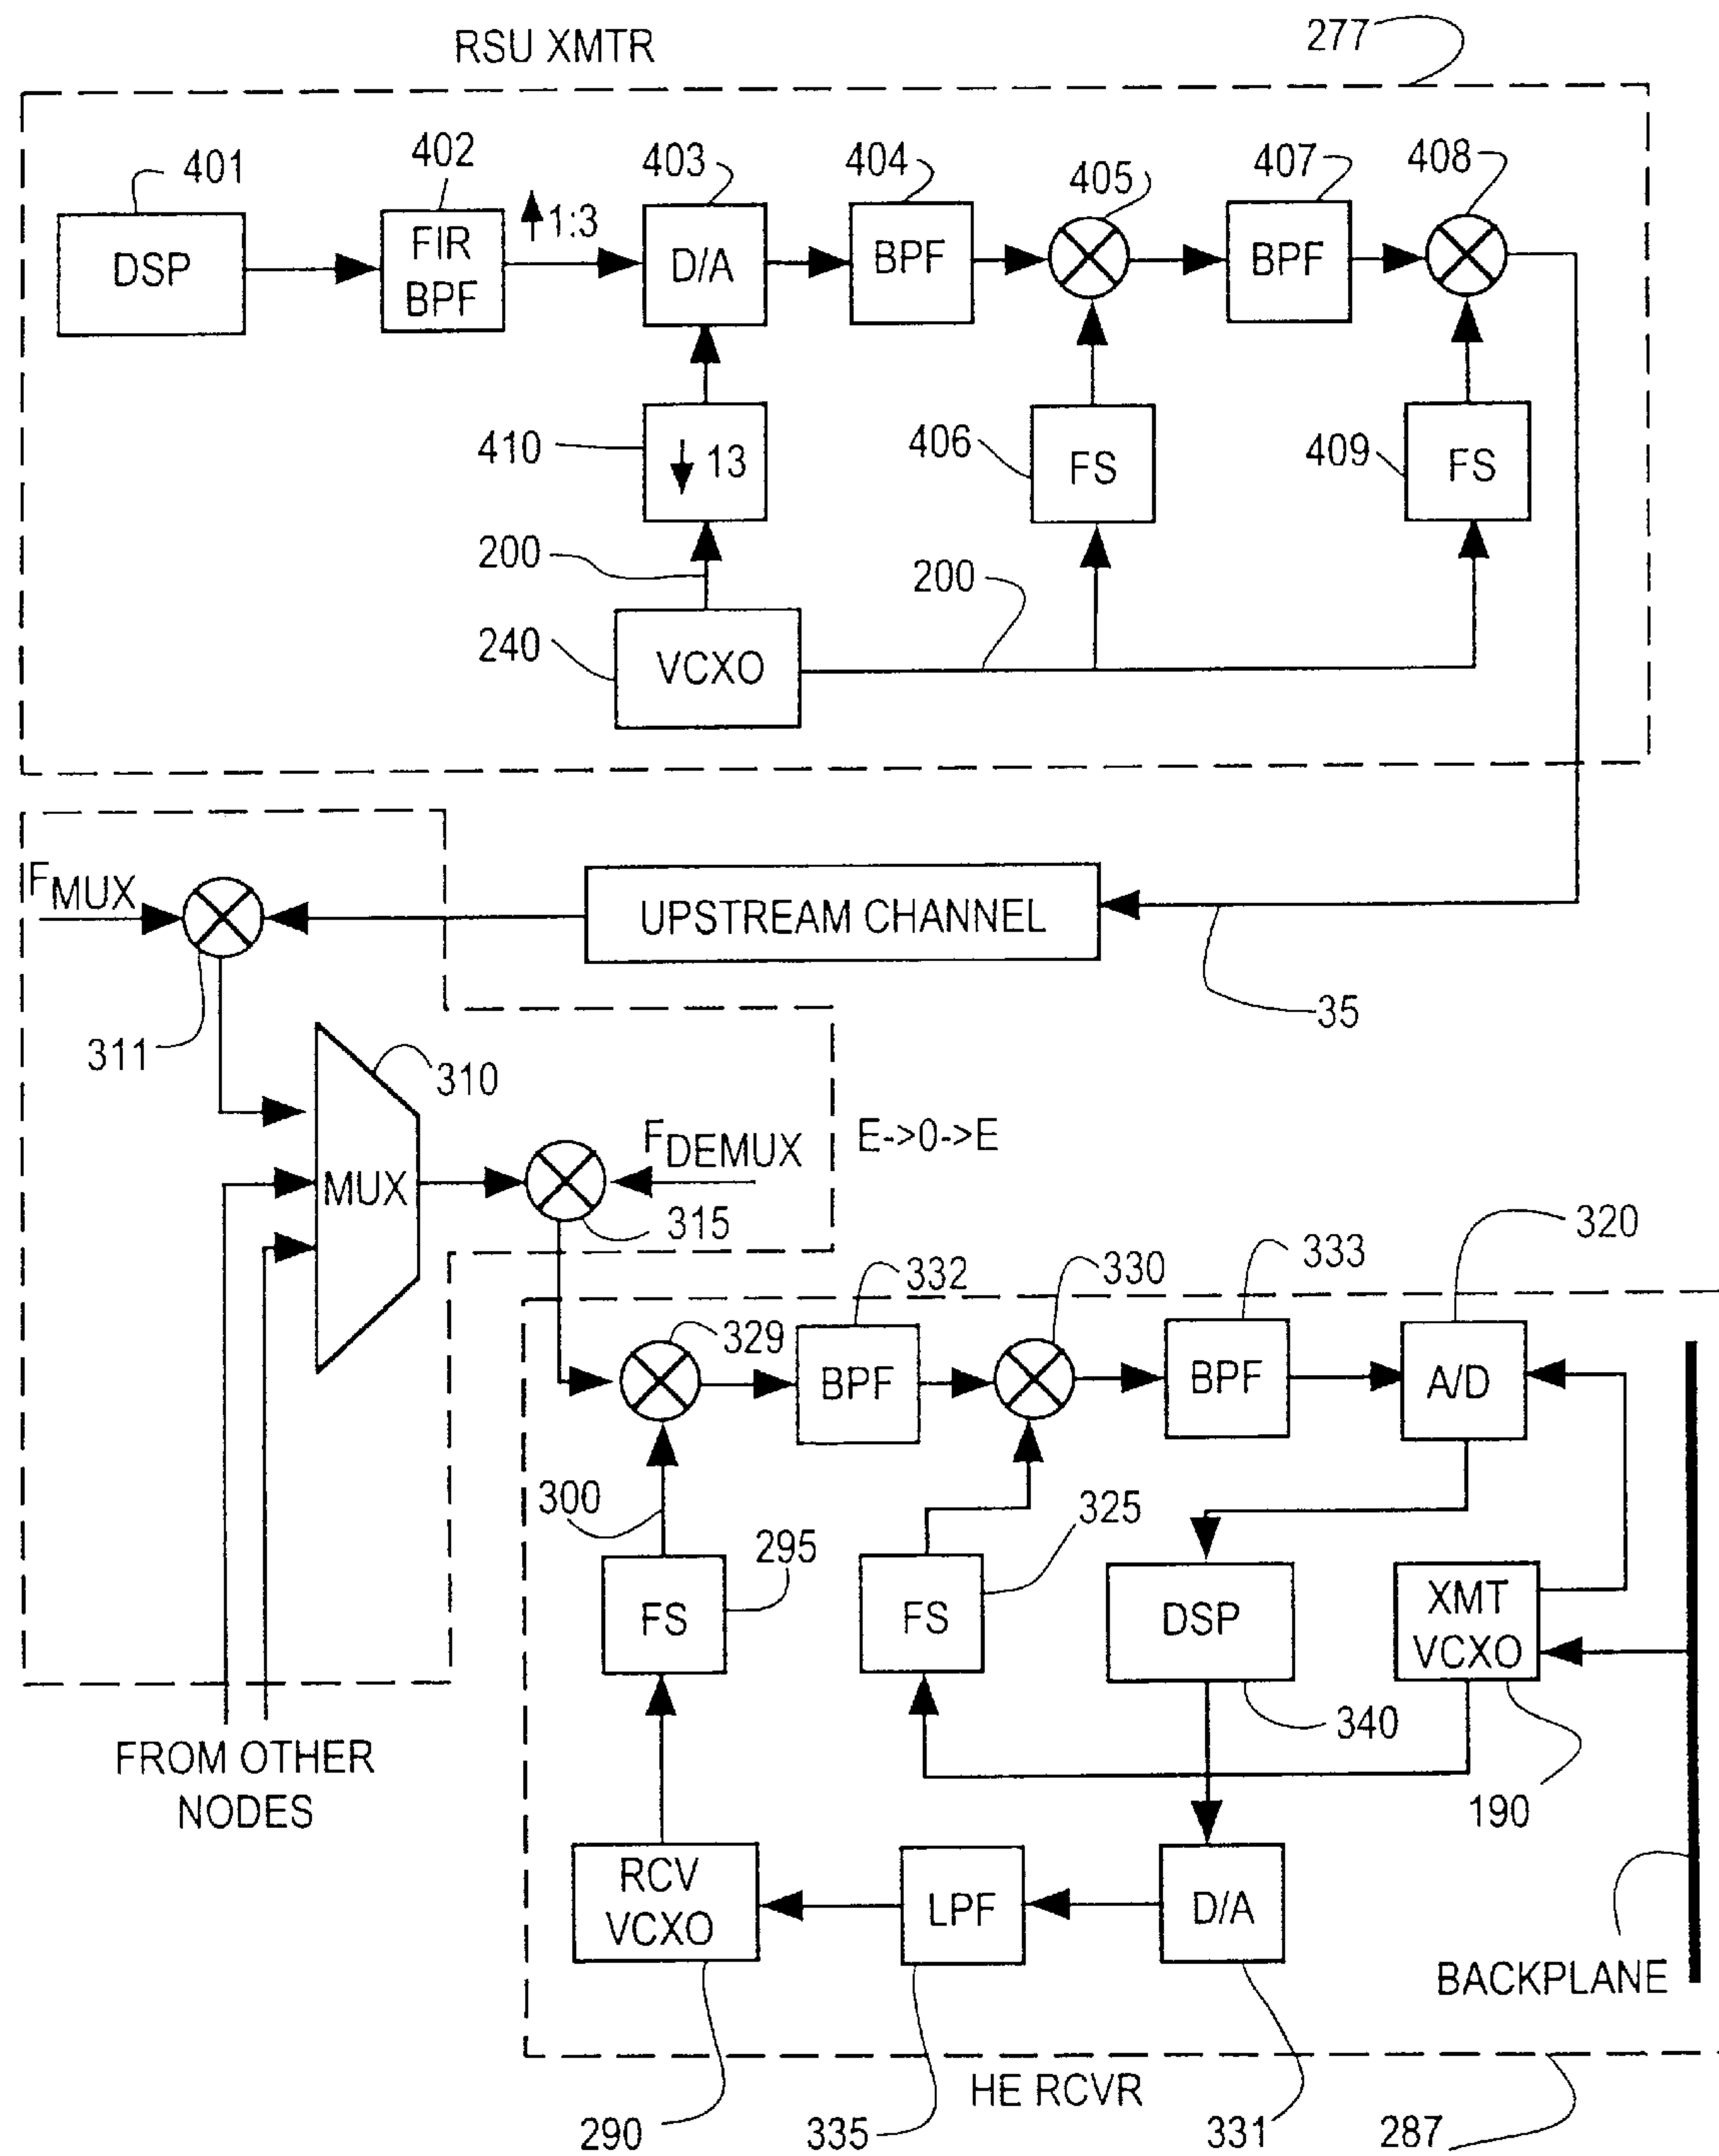 RSU XMTR
277
401
402
403
404
405
407
408
DSP
FIR
BPF
1:3
D/A
BPF
BPF
410
13
406
FS
409
FS
200
200
240
VCXO
FMUX
UPSTREAM CHANNEL
311
35
310
MUX
FDEMUX
E->0->E
315
332
330
333
320
329
BPF
BPF
A/D
300
295
325
FS
FS
DSP
XMT
VCXO
340
190
FROM OTHER
NODES
RCV
VCXO
LPF
D/A
BACKPLANE
HE RCVR
290
335
331
287